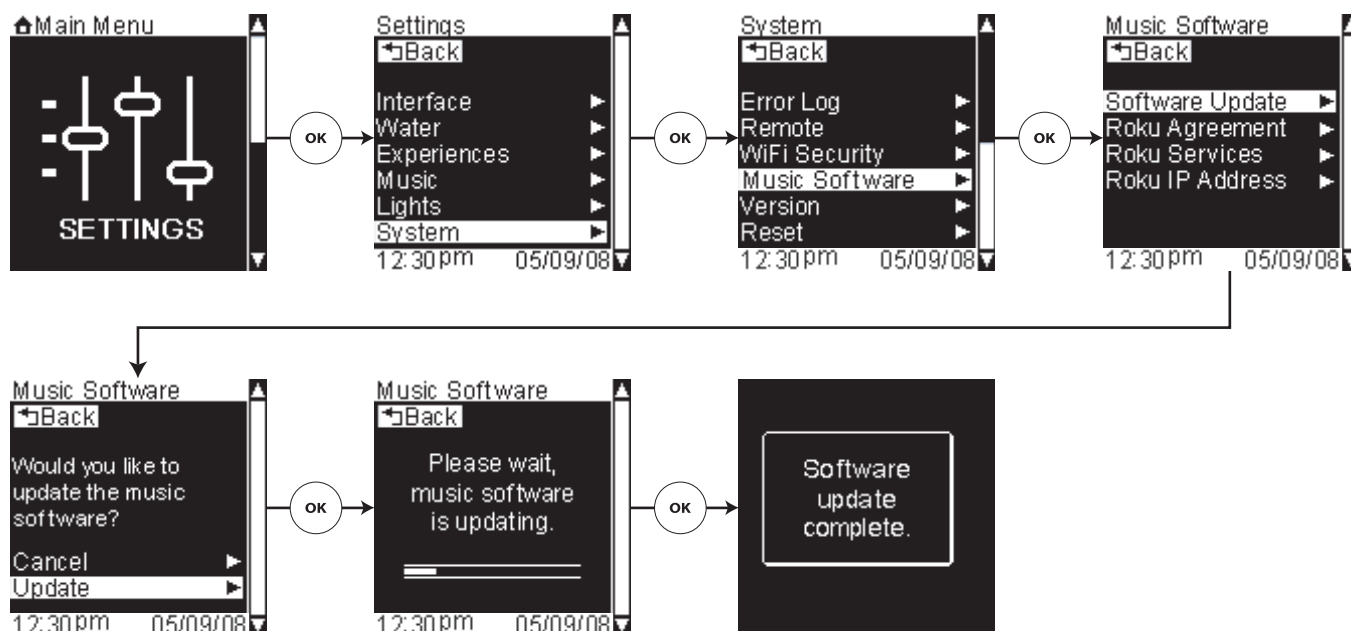 Main Menu
SETTINGS
OK
Settings
Back
Interface
Water
Experiences
Music
Lights
System
12:30pm 05/09/08
OK
System
Back
Error Log
Remote
WiFi Security
Music Software
Version
Reset
12:30pm 05/09/08
OK
Music Software
Back
Software Update
Roku Agreement
Roku Services
Roku IP Address
12:30pm 05/09/08
Music Software
Back
Would you like to
update the music
software?
Cancel
Update
12:30pm 05/09/08
OK
Music Software
Back
Please wait,
music software
is updating.
12:30pm 05/09/08
OK
Software
update
complete.